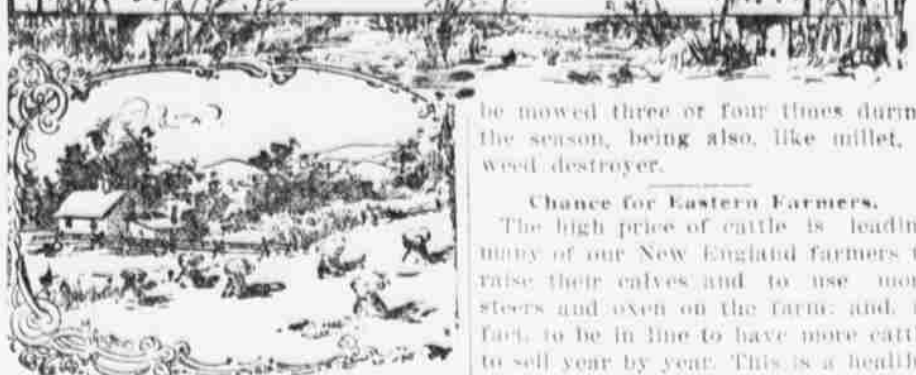 be mowed three or four times durin
the season, being also, like millet,
weed destroyer.
Chance for Eastern Farmers.
The high price of cattle is leadin
many of our New England farmers
raise their calves and to use mor
steers and oxen on the farm; and,
fact, to be in line to have more cattl
to sell year by year. This is a health